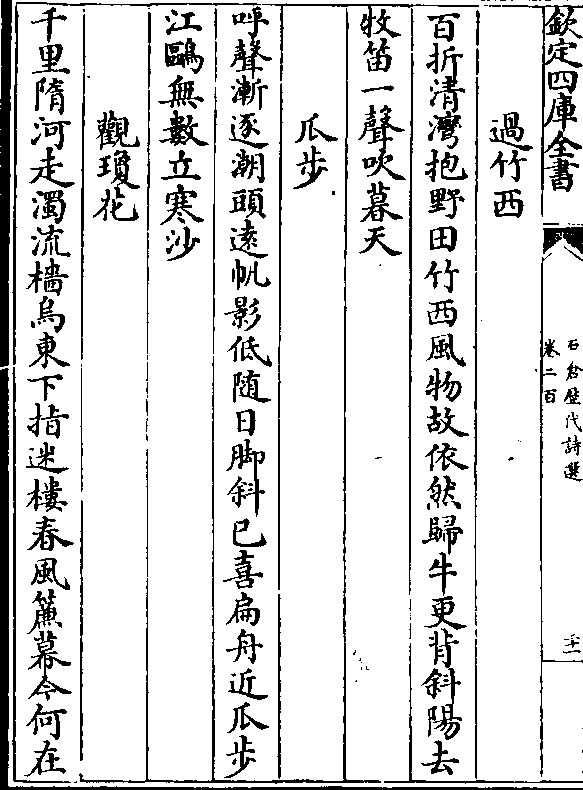 欽定四庫全書
石倉歴代詩選
卷二百
二十一
過竹西
百折清灣抱野田竹西風物故依然歸牛更背斜陽去
牧笛一聲吹暮天
瓜步
呼聲漸逐潮頭遠帆影低隨日脚斜已喜扁舟近瓜步
江鷗無數立寒沙
觀瓊花
千里隋河走濁流檣烏東下指迷樓春風簾幕今何在